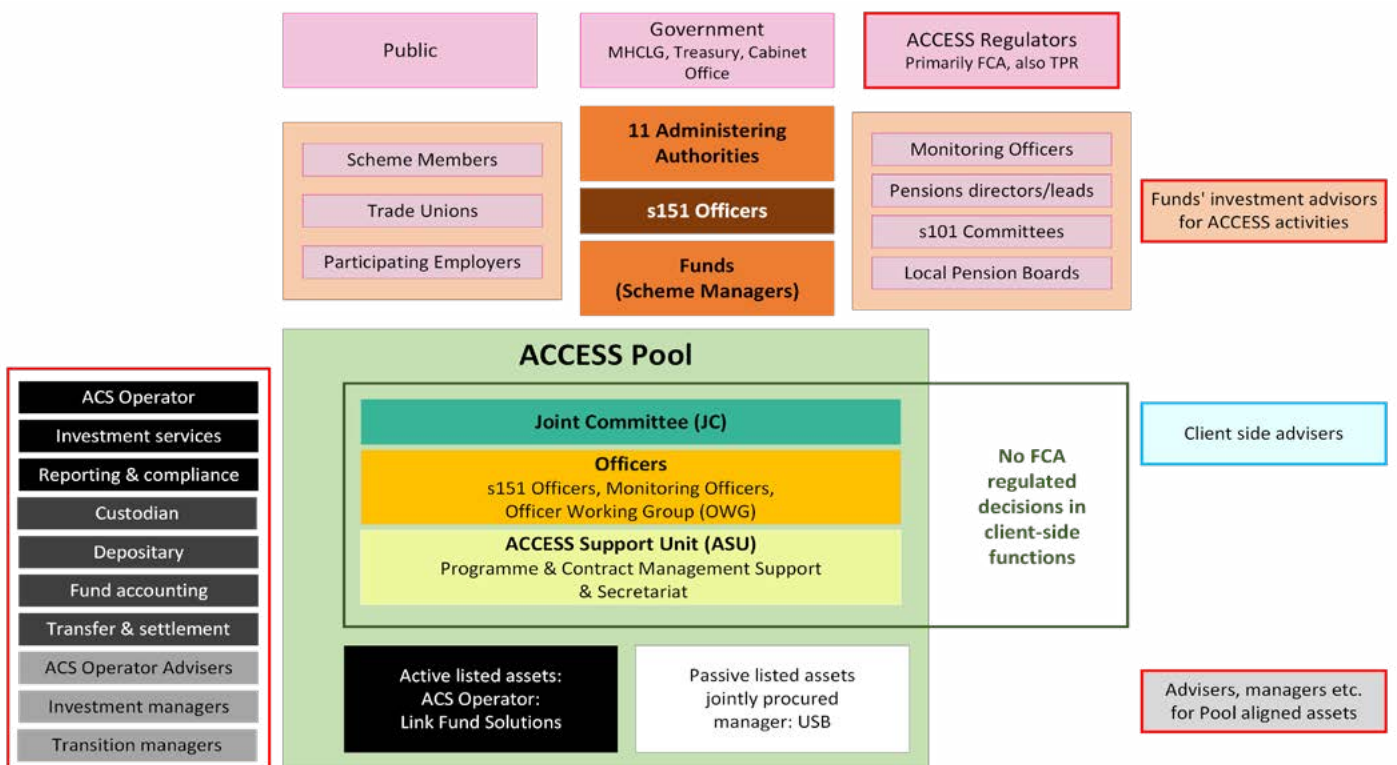 Public
Government
MHCLG, Treasury, Cabinet
Office
ACCESS Regulators
Primarily FCA, also TPR
Scheme Members
Trade Unions
Participating Employers
11 Administering
Authorities
s151 Officers
Funds
(Scheme Managers)
Monitoring Officers
Pensions directors/leads
s101 Committees
Local Pension Boards
Funds' investment advisors
for ACCESS activities
ACS Operator
Investment services
Reporting & compliance
Custodian
Depositary
Fund accounting
Transfer & settlement
ACS Operator Advisers
Investment managers
Transition managers
ACCESS Pool
Joint Committee (JC)
Officers
s151 Officers, Monitoring Officers,
Officer Working Group (OWG)
ACCESS Support Unit (ASU)
Programme & Contract Management Support
& Secretariat
No FCA
regulated
decisions in
client-side
functions
Active listed assets:
ACS Operator:
Link Fund Solutions
Passive listed assets
jointly procured
manager: USB
Client side advisers
Advisers, managers etc.
for Pool aligned assets